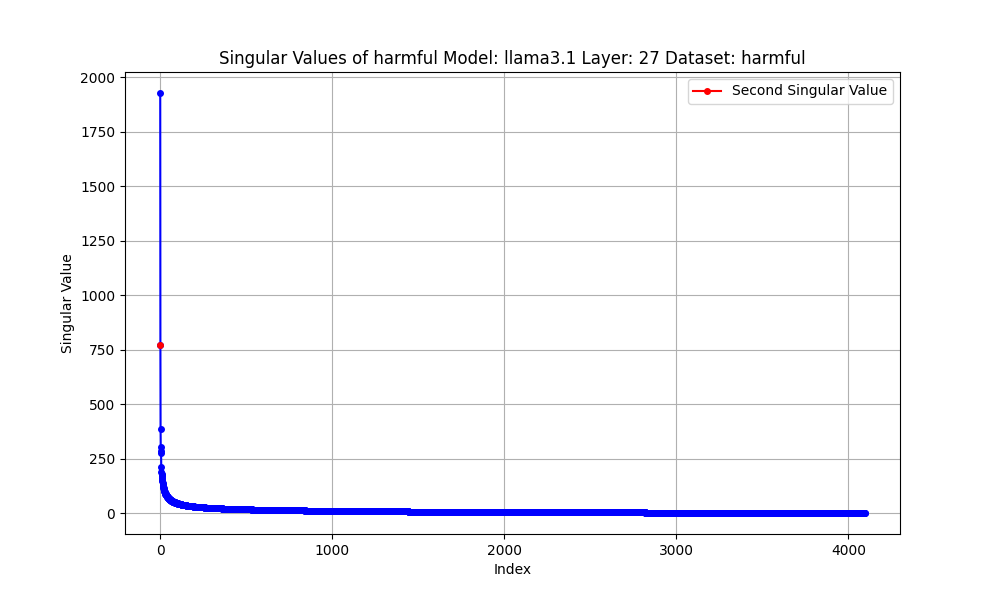 Singular Values of harmful Model: llama3.1 Layer: 27 Dataset: harmful
Second Singular Value
Singular Value
2000
1750
1500
1250
1000
750
500
250
0
0 1000 2000 3000 4000
Index